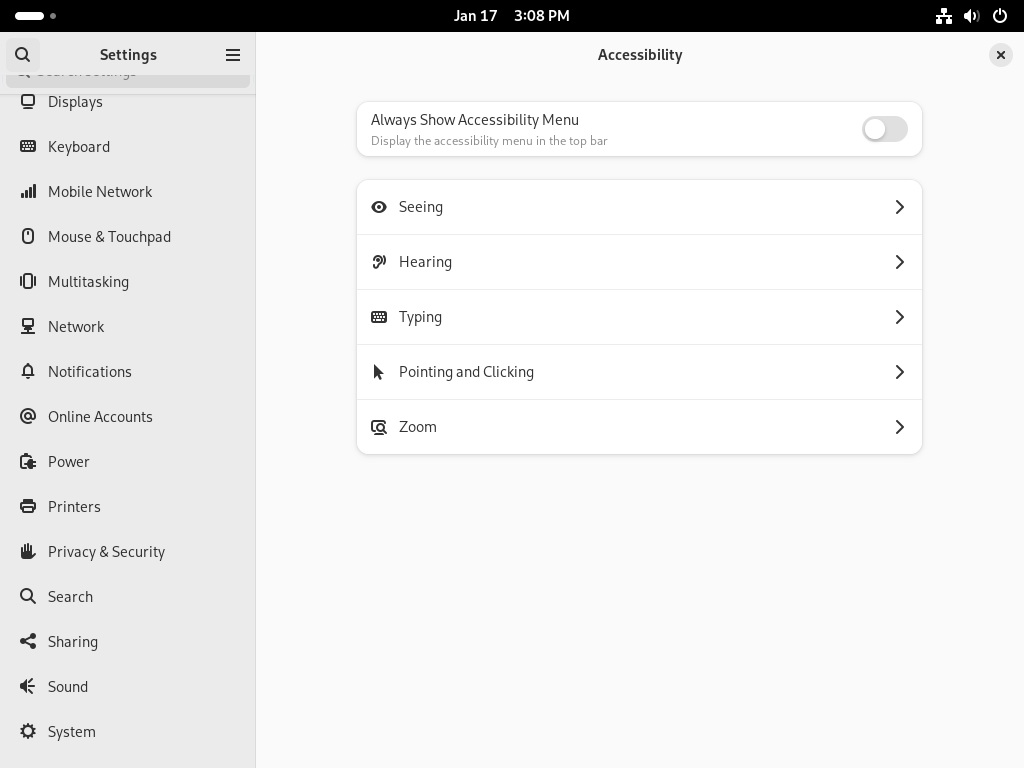 Jan 17 3:08 PM
Settings
Accessibility
Search settings
Displays
Keyboard
Mobile Network
Mouse & Touchpad
Multitasking
Network
Notifications
Online Accounts
Power
Printers
Privacy & Security
Search
Sharing
Sound
System
Always Show Accessibility Menu
Display the accessibility menu in the top bar
Seeing
Hearing
Typing
Pointing and Clicking
Zoom